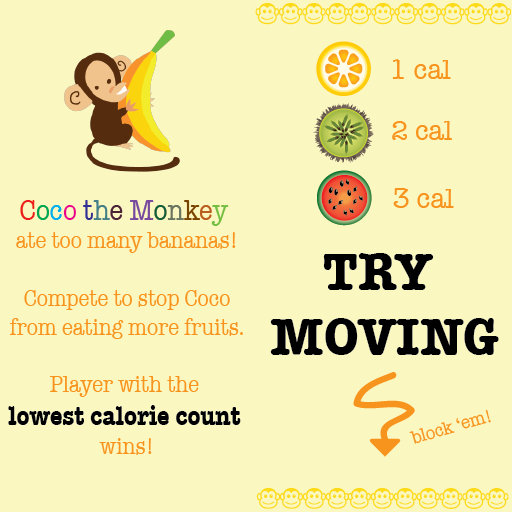 Coco the Monkey
ate too many bananas!
Compete to stop Coco
from eating more fruits.
Player with the
lowest calorie count
wins!
1 cal
2 cal
3 cal
TRY
MOVING
block ‘em!